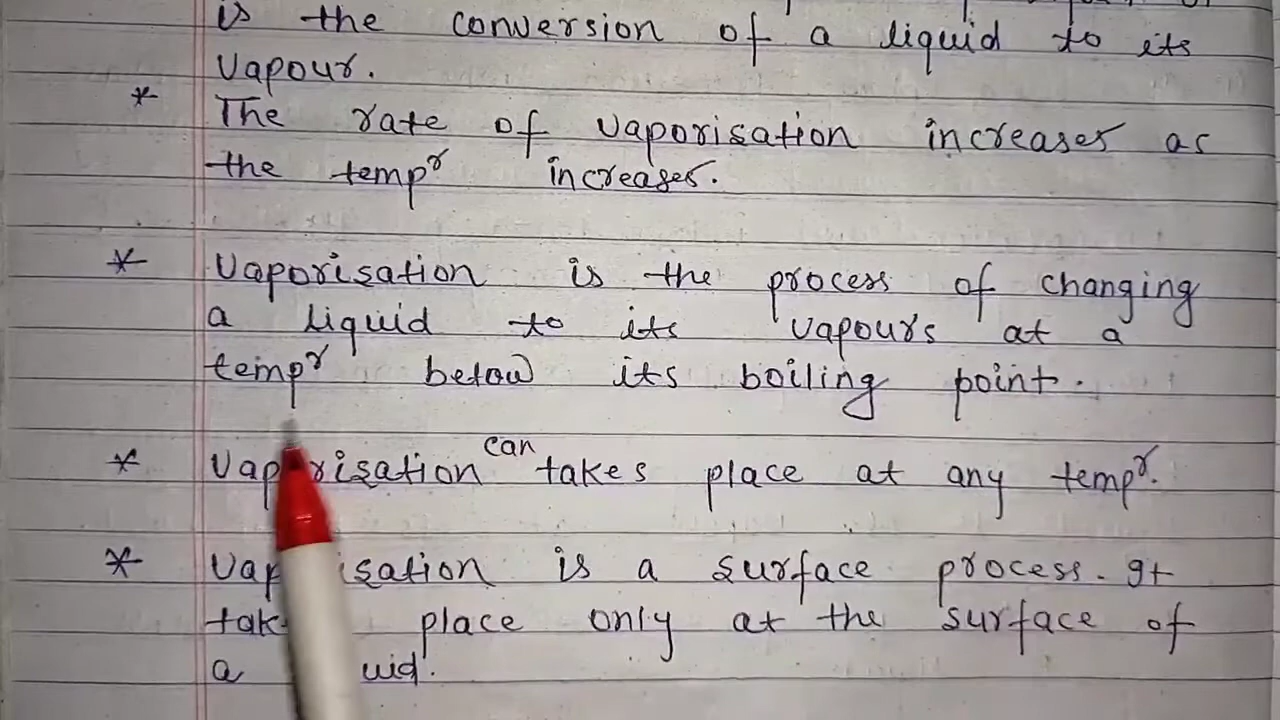 is the conversion of a liquid to its
vapour.
* The rate of vaporisation increases as
the tempr increases.
* Vaporisation is the process of changing
a liquid to its vapours at a
tempr below its boiling point.
* Vaporisation can takes place at any tempr.
* isation is a surface process. It
place only at the surface of
a